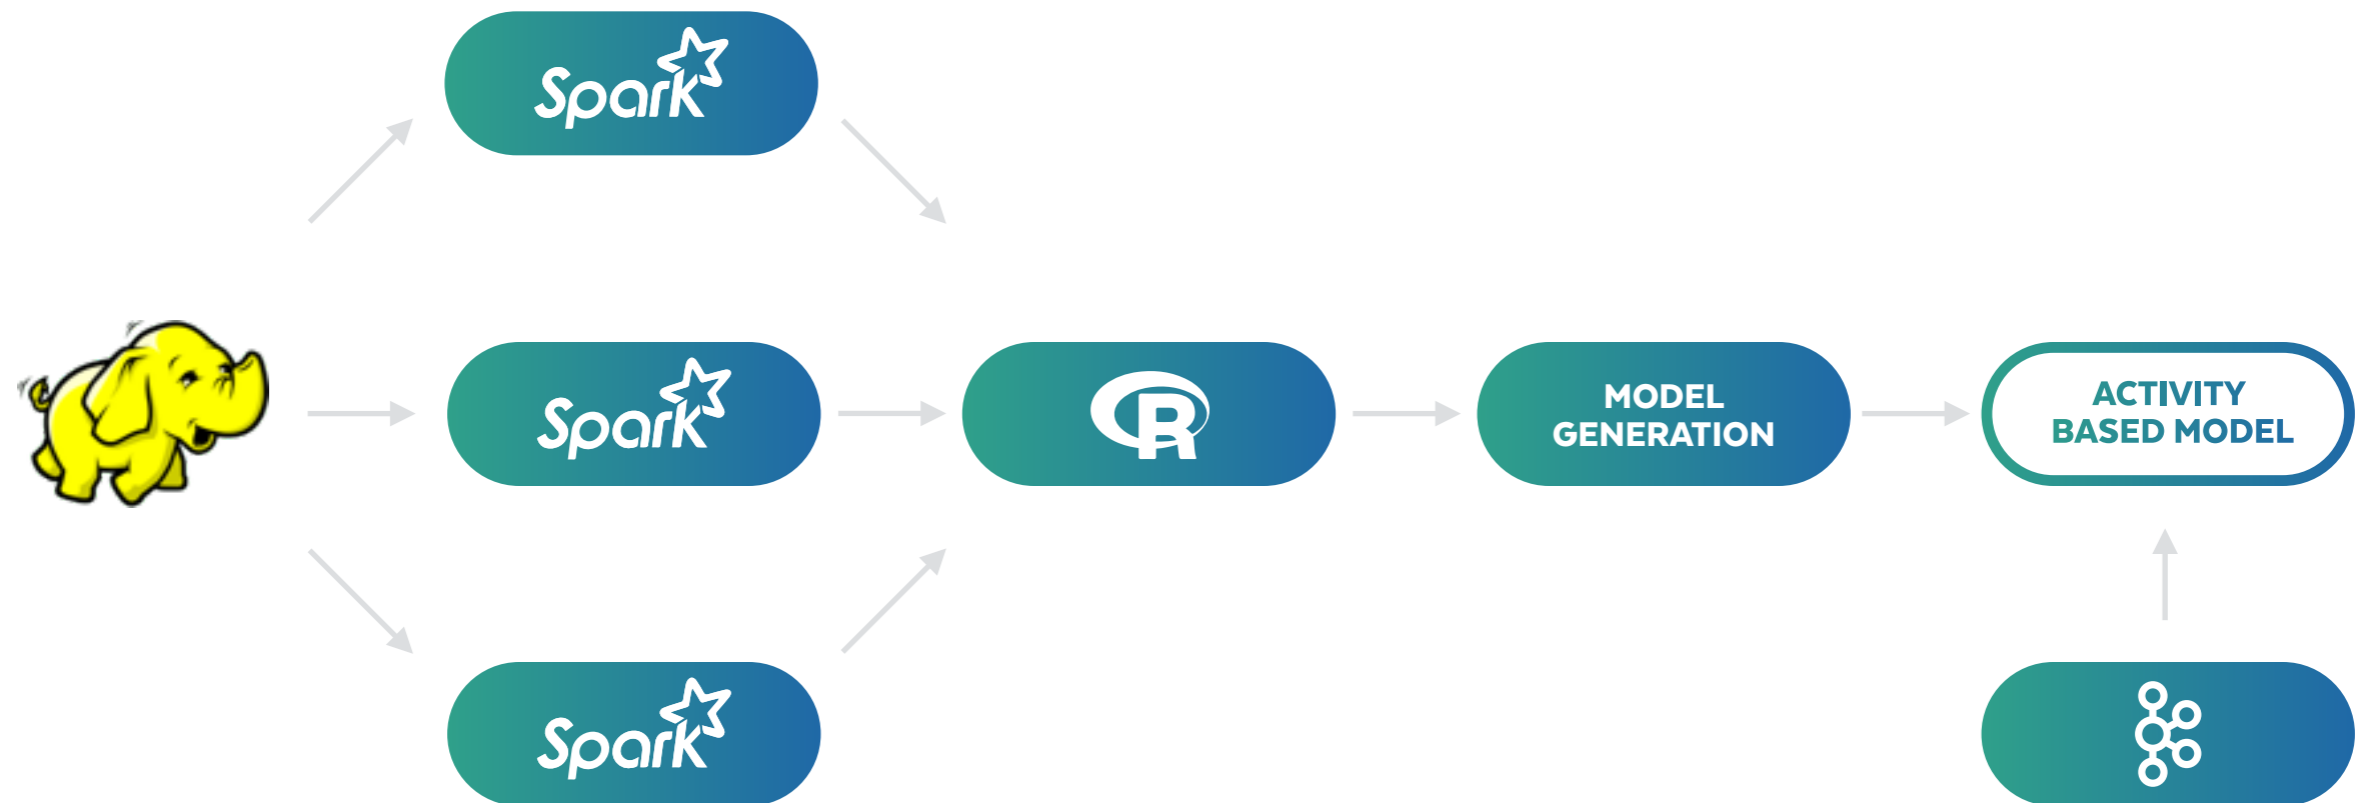 Spark
Spark
R
MODEL
GENERATION
ACTIVITY
BASED MODEL
Spark